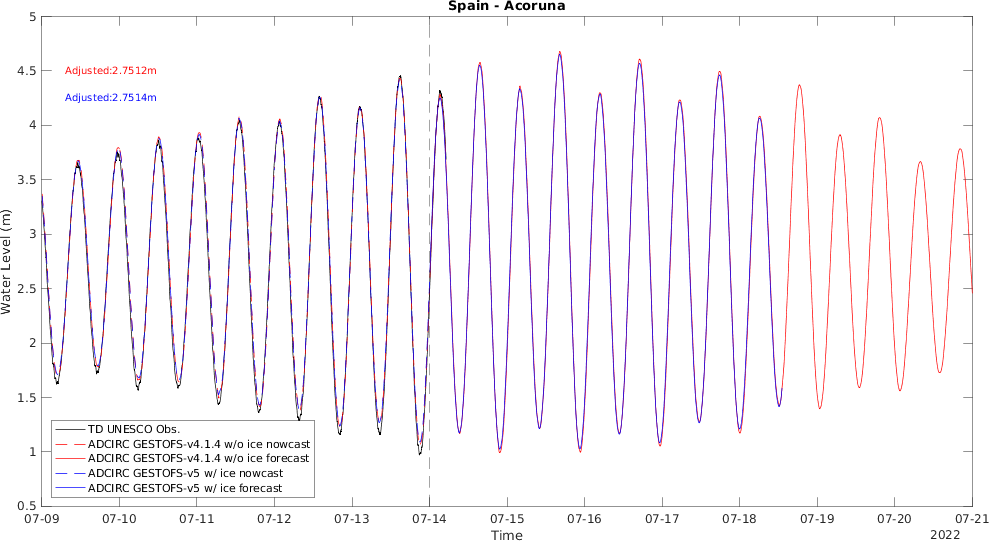 Spain - Acoruna
Adjusted:2.7512m
Adjusted:2.7514m
Water Level (m)
5
4.5
4
3.5
3
2.5
2
1.5
1
0.5
TD UNESCO Obs.
ADCIRC GESTOFS-v4.1.4 w/o ice nowcast
ADCIRC GESTOFS-v4.1.4 w/o ice forecast
ADCIRC GESTOFS-v5 w/ ice nowcast
ADCIRC GESTOFS-v5 w/ ice forecast
07-09 07-10 07-11 07-12 07-13 07-14 07-15 07-16 07-17 07-18 07-19 07-20 07-21
Time
2022